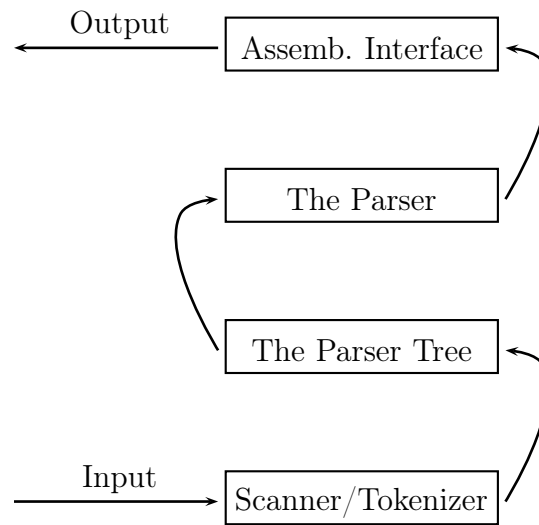 Output
Assemb. Interface
The Parser
The Parser Tree
Input
Scanner/Tokenizer